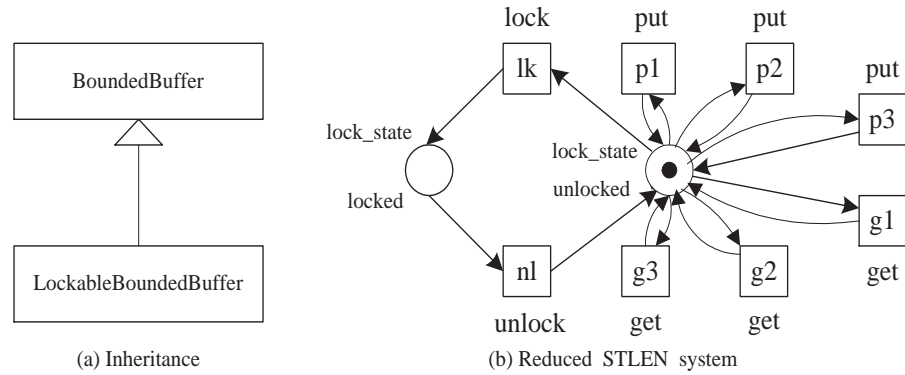 BoundedBuffer
LockableBoundedBuffer
(a) Inheritance
lock
put
put
lk
p1
p2
put
p3
lock_state
locked
lock_state
unlocked
g1
get
nl
g3
g2
unlock
get
get
(b) Reduced STLEN system